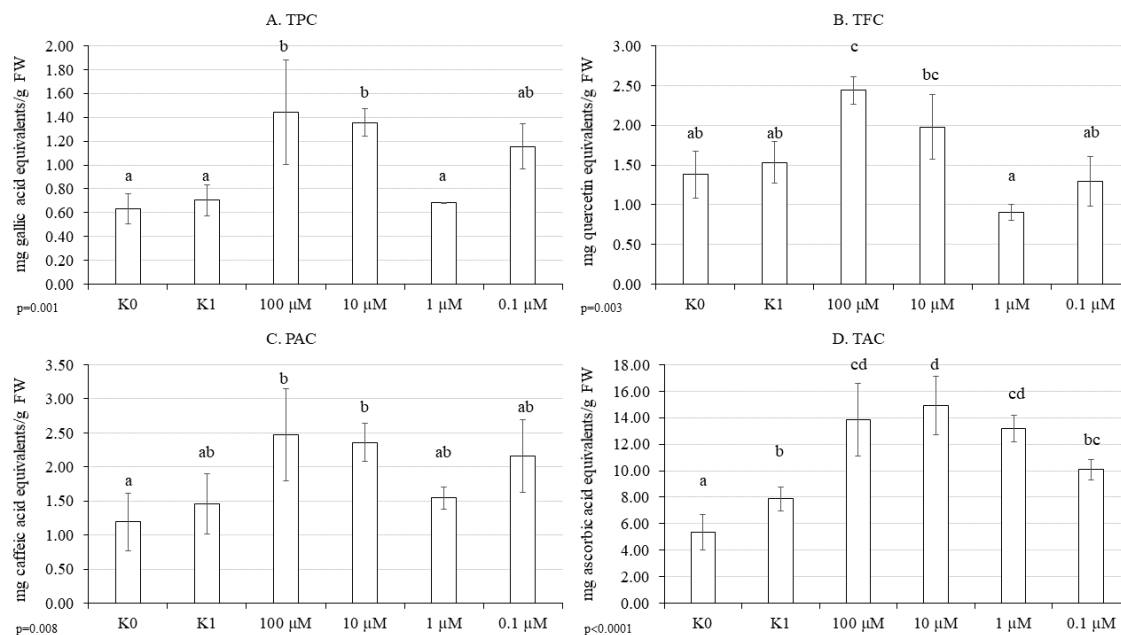 A. TPC
mg gallic acid equivalents/g FW
2.00
1.80
1.60
1.40
1.20
1.00
0.80
0.60
0.40
0.20
0.00
a
a
b
b
a
ab
K0 K1 100 µM 10 µM 1 µM 0.1 µM
p=0.001
B. TFC
mg quercetin equivalents/g FW
3.00
2.50
2.00
1.50
1.00
0.50
0.00
ab
ab
c
bc
a
ab
K0 K1 100 µM 10 µM 1 µM 0.1 µM
p=0.003
C. PAC
mg caffeic acid equivalents/g FW
3.50
3.00
2.50
2.00
1.50
1.00
0.50
0.00
a
ab
b
b
ab
ab
K0 K1 100 µM 10 µM 1 µM 0.1 µM
p=0.008
D. TAC
mg ascorbic acid equivalents/g FW
18.00
16.00
14.00
12.00
10.00
8.00
6.00
4.00
2.00
0.00
a
b
cd
d
cd
bc
K0 K1 100 µM 10 µM 1 µM 0.1 µM
p<0.0001